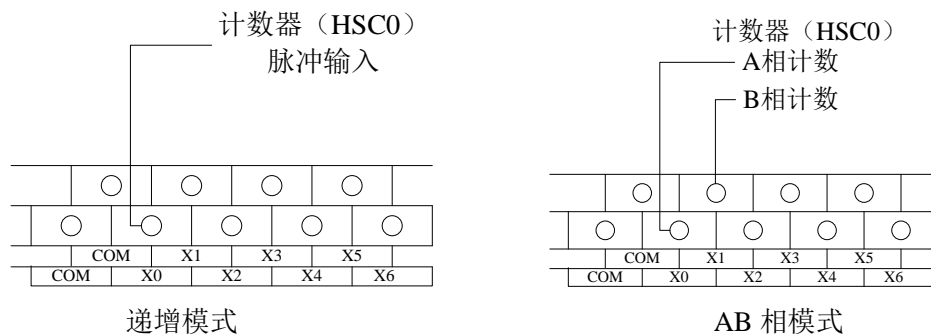 计数器（HSC0）
脉冲输入
COM X1 X3 X5
COM X0 X2 X4 X6
递增模式
计数器（HSC0）
A相计数
B相计数
COM X1 X3 X5
COM X0 X2 X4 X6
AB 相模式